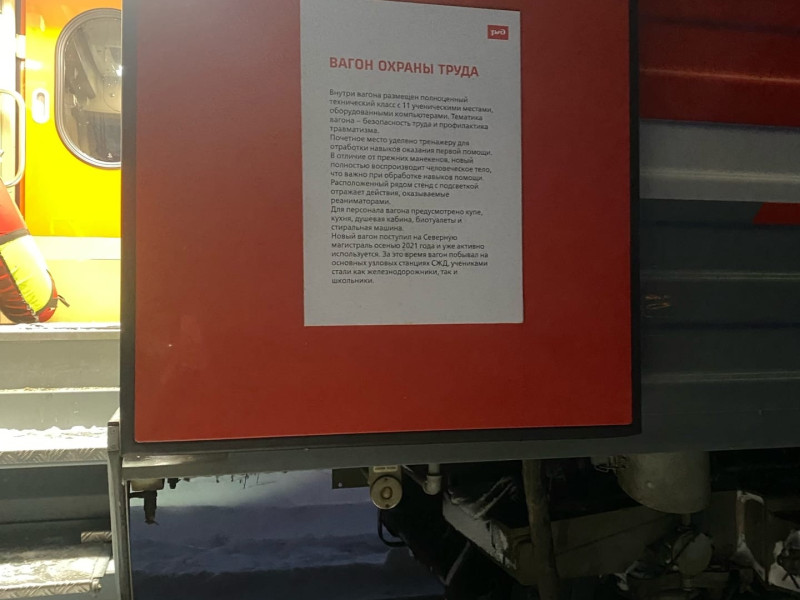 ржд
ВАГОН ОХРАНЫ ТРУДА
Внутри вагона размещен полноценный
технический класс с 11 ученическими местами,
оборудованными компьютерами. Тематика
вагона – безопасность труда и профилактика
травматизма.
Почетное место уделено тренажеру для
отработки навыков оказания первой помощи.
В отличие от прежних манекенов, новый
полностью воспроизводит человеческое тело,
что важно при обработке навыков помощи.
Расположенный рядом стенд с подсветкой
отражает действия, оказываемые
реаниматорами.
Для персонала вагона предусмотрено купе,
кухня, душевая кабина, биотуалеты и
стиральная машина.
Новый вагон поступил на Северную
магистраль осенью 2021 года и уже активно
используется. За это время вагон побывал на
основных узловых станциях СЖД, учениками
стали как железнодорожники, так и
школьники.